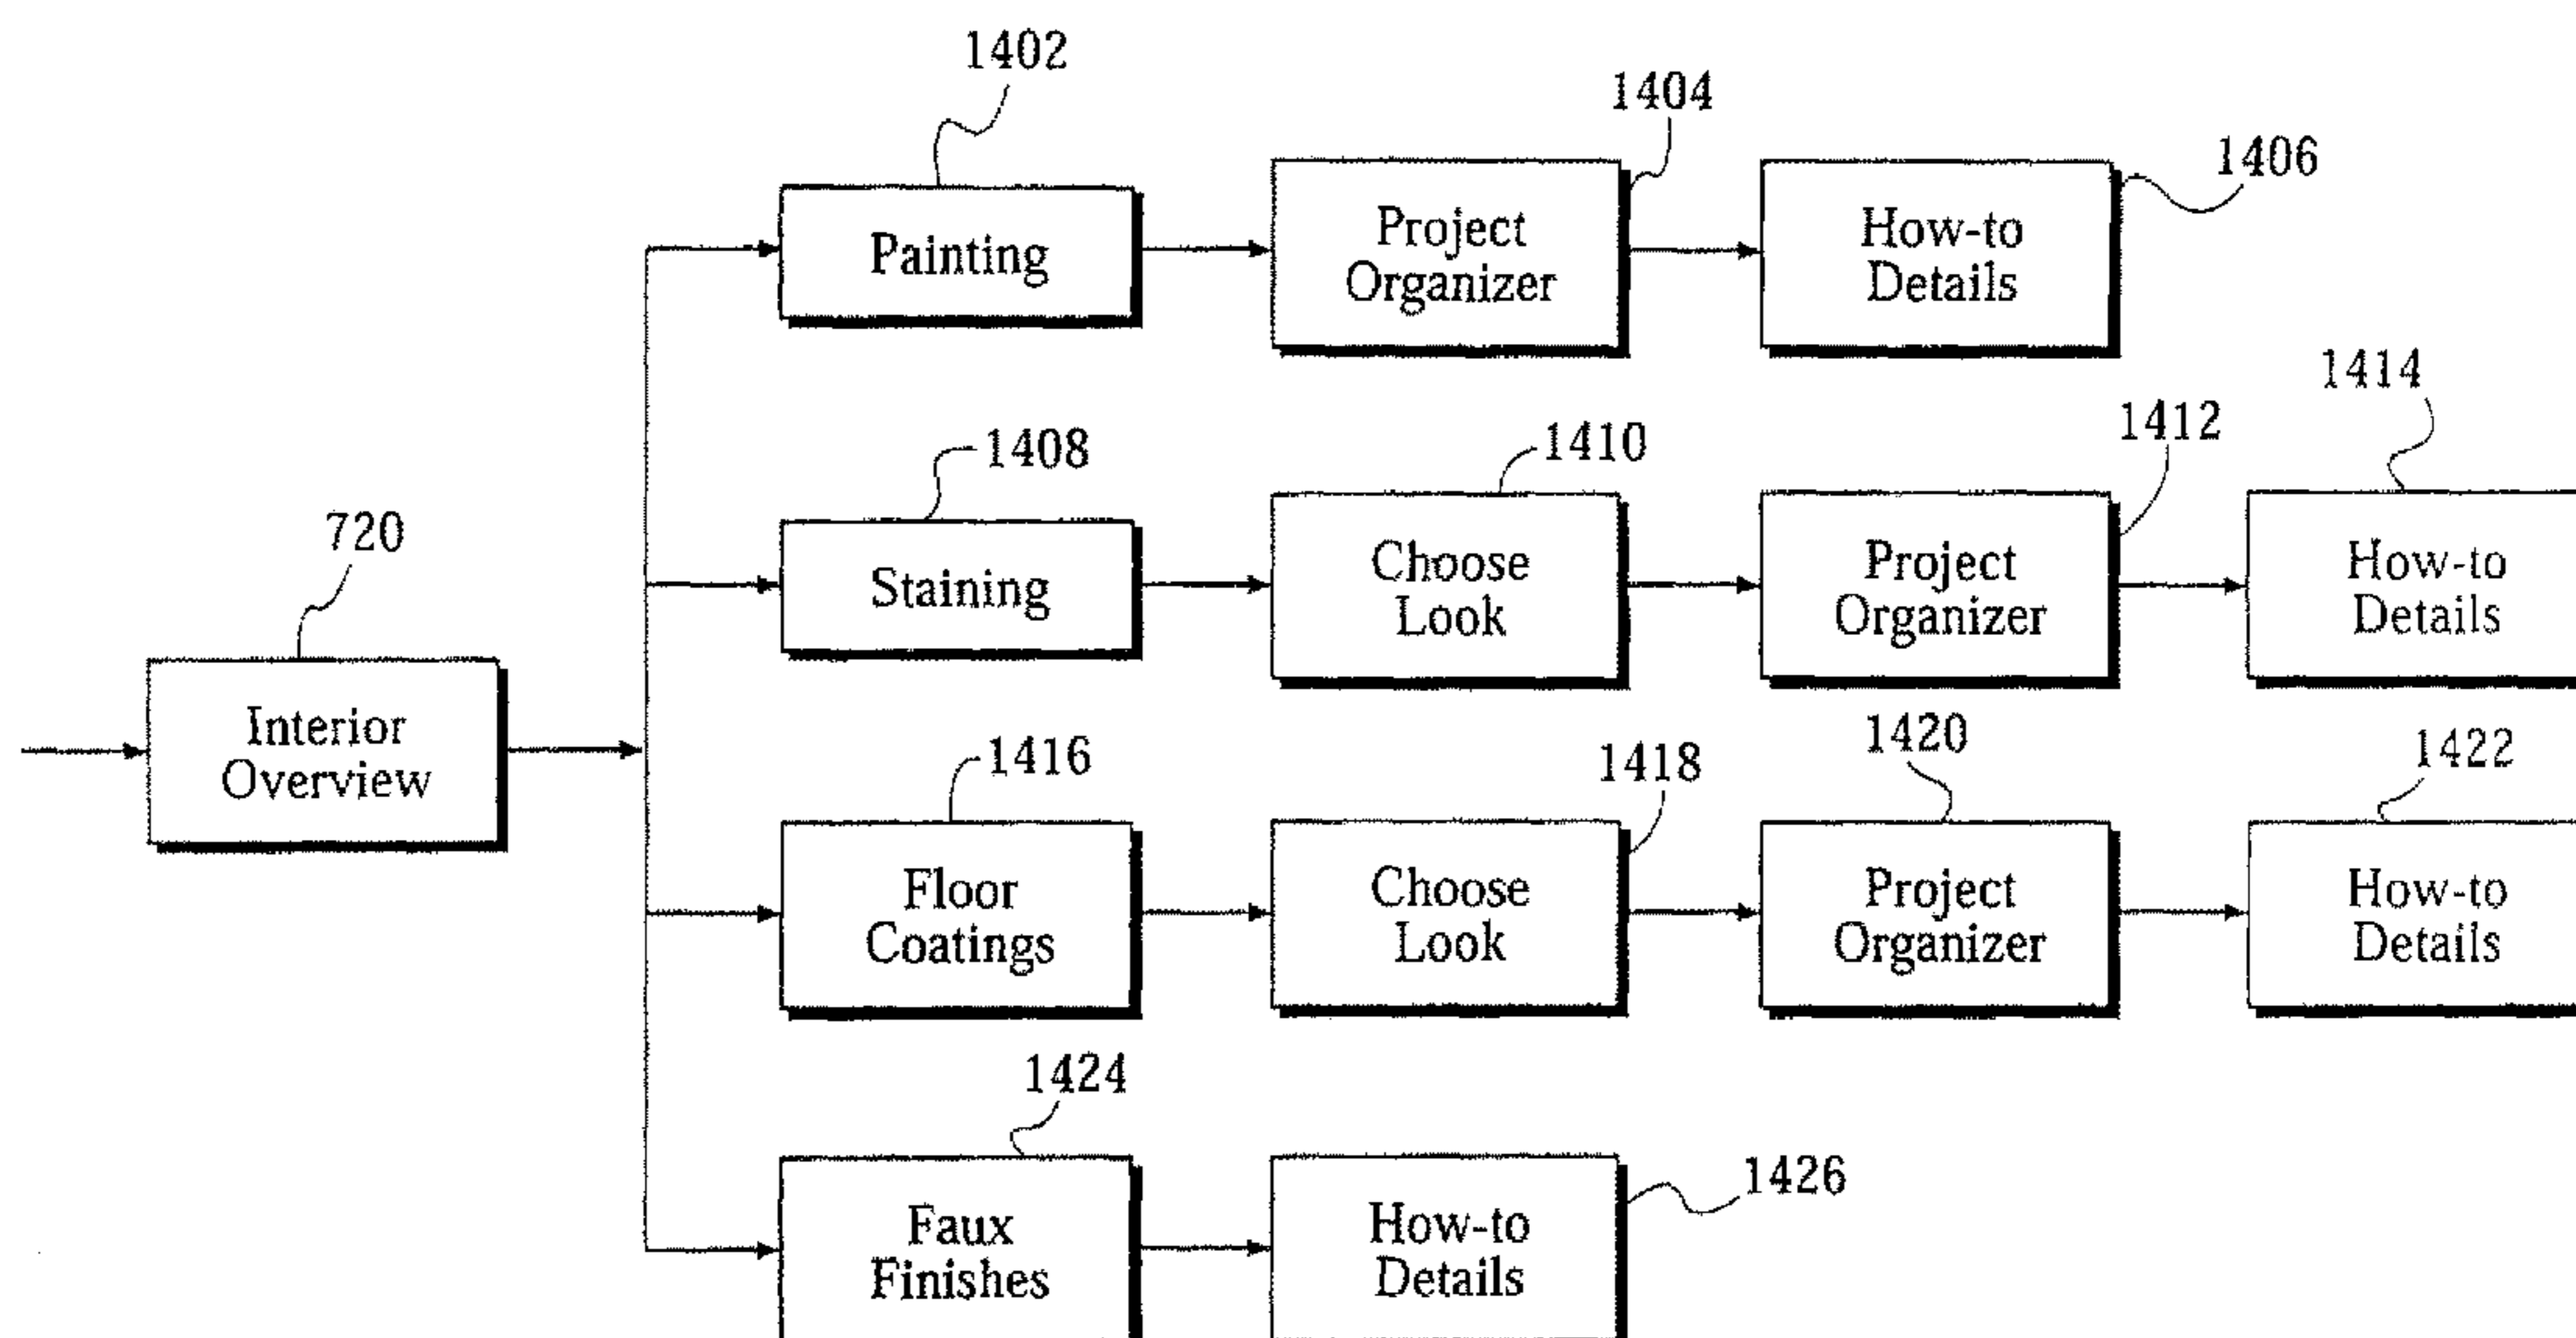 1402
1404
1406
Painting
Project
Organizer
How-to
Details
1408
1410
1412
1414
Staining
Choose
Look
Project
Organizer
How-to
Details
720
Interior
Overview
1416
1418
1420
1422
Floor
Coatings
Choose
Look
Project
Organizer
How-to
Details
1424
1426
Faux
Finishes
How-to
Details